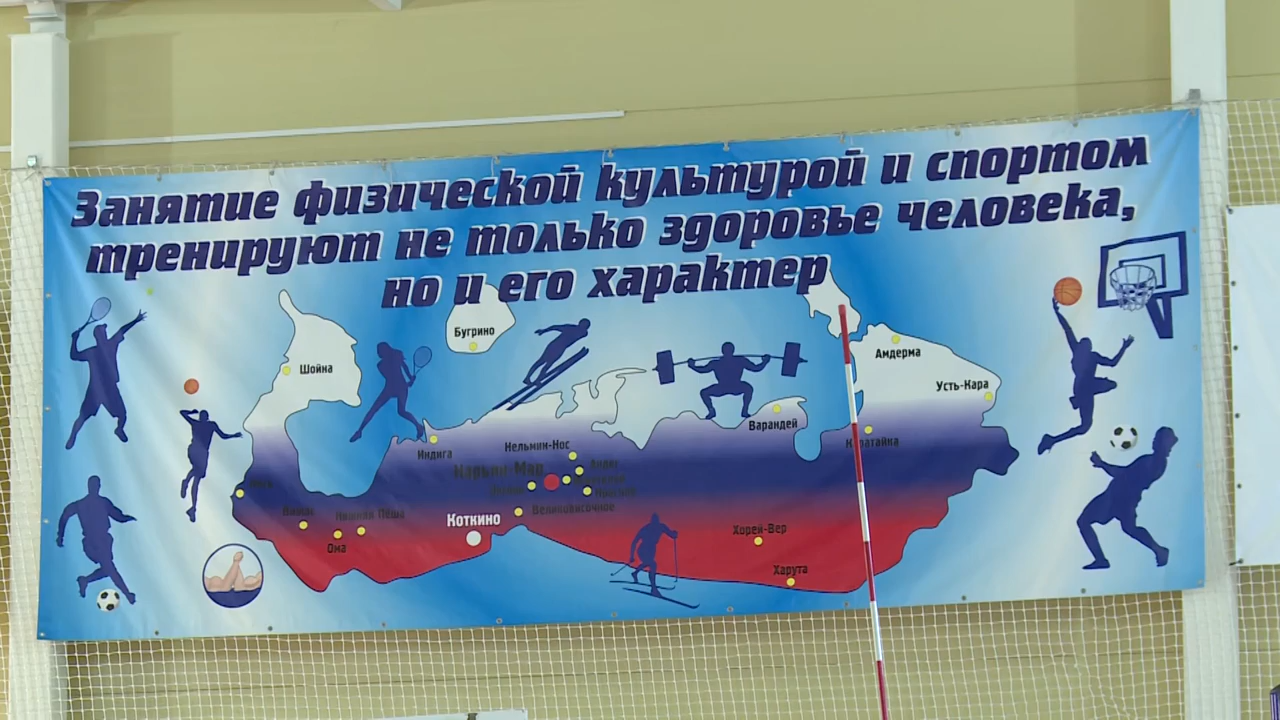 Занятие физической культурой и спортом
тренируют не только здоровье человека,
но и его характер
Бугрино
Шойна
Амдерма
Усть-Кара
Варандей
Каратайка
Индига
Нельмин-Нос
Нарьян-Мар
Великовисочное
Нижняя Пёша
Коткино
Ома
Хорей-Вер
Харута